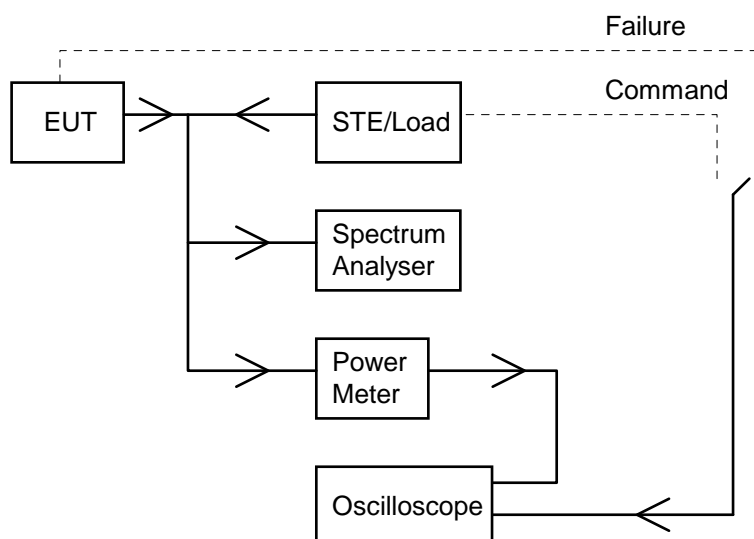 Failure
Command
EUT
STE/Load
Spectrum
Analyser
Power
Meter
Oscilloscope